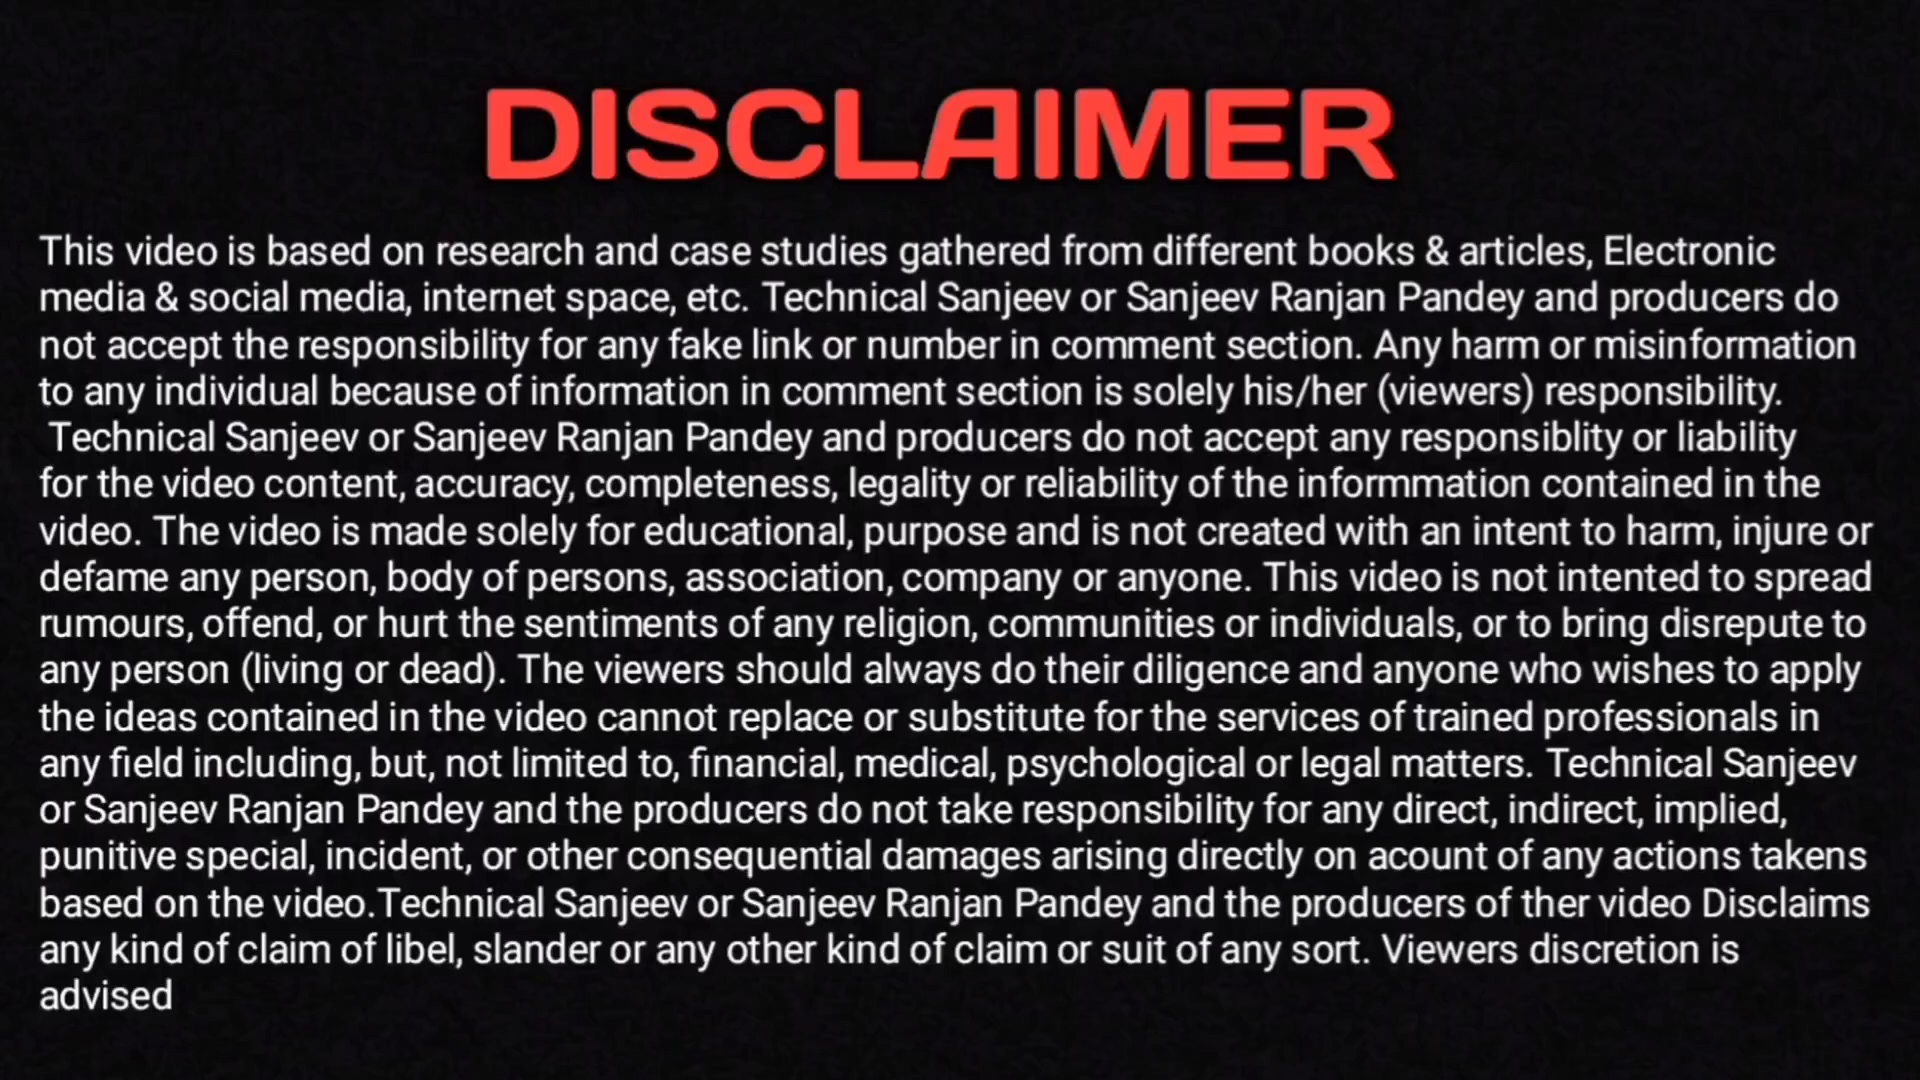 DISCLAIMER
This video is based on research and case studies gathered from different books & articles, Electronic
media & social media, internet space, etc. Technical Sanjeev or Sanjeev Ranjan Pandey and producers do
not accept the responsibility for any fake link or number in comment section. Any harm or misinformation
to any individual because of information in comment section is solely his/her (viewers) responsibility.
Technical Sanjeev or Sanjeev Ranjan Pandey and producers do not accept any responsiblity or liability
for the video content, accuracy, completeness, legality or reliability of the informmation contained in the
video. The video is made solely for educational, purpose and is not created with an intent to harm, injure or
defame any person, body of persons, association, company or anyone. This video is not intented to spread
rumours, offend, or hurt the sentiments of any religion, communities or individuals, or to bring disrepute to
any person (living or dead). The viewers should always do their diligence and anyone who wishes to apply
the ideas contained in the video cannot replace or substitute for the services of trained professionals in
any field including, but, not limited to, financial, medical, psychological or legal matters. Technical Sanjeev
or Sanjeev Ranjan Pandey and the producers do not take responsibility for any direct, indirect, implied,
punitive special, incident, or other consequential damages arising directly on acount of any actions takens
based on the video.Technical Sanjeev or Sanjeev Ranjan Pandey and the producers of ther video Disclaims
any kind of claim of libel, slander or any other kind of claim or suit of any sort. Viewers discretion is
advised